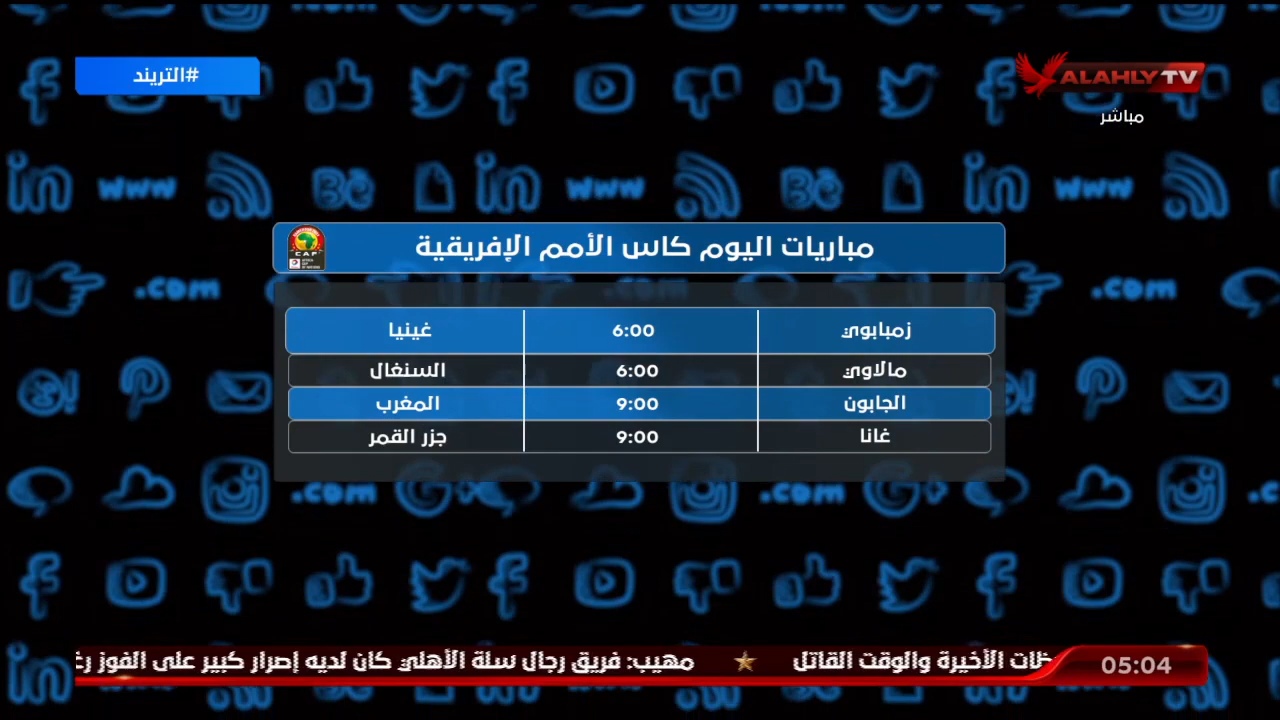 #التريند
ALAHLY TV
مباشر
مباريات اليوم كاس الأمم الإفريقية
CAF
زمبابوي 6:00 غينيا
مالاوي 6:00 السنغال
الجابون 9:00 المغرب
غانا 9:00 جزر القمر
الأخيرة والوقت القاتل ★ مهيب: فريق رجال سلة الأهلي كان لديه إصرار كبير على الفوز
05:04